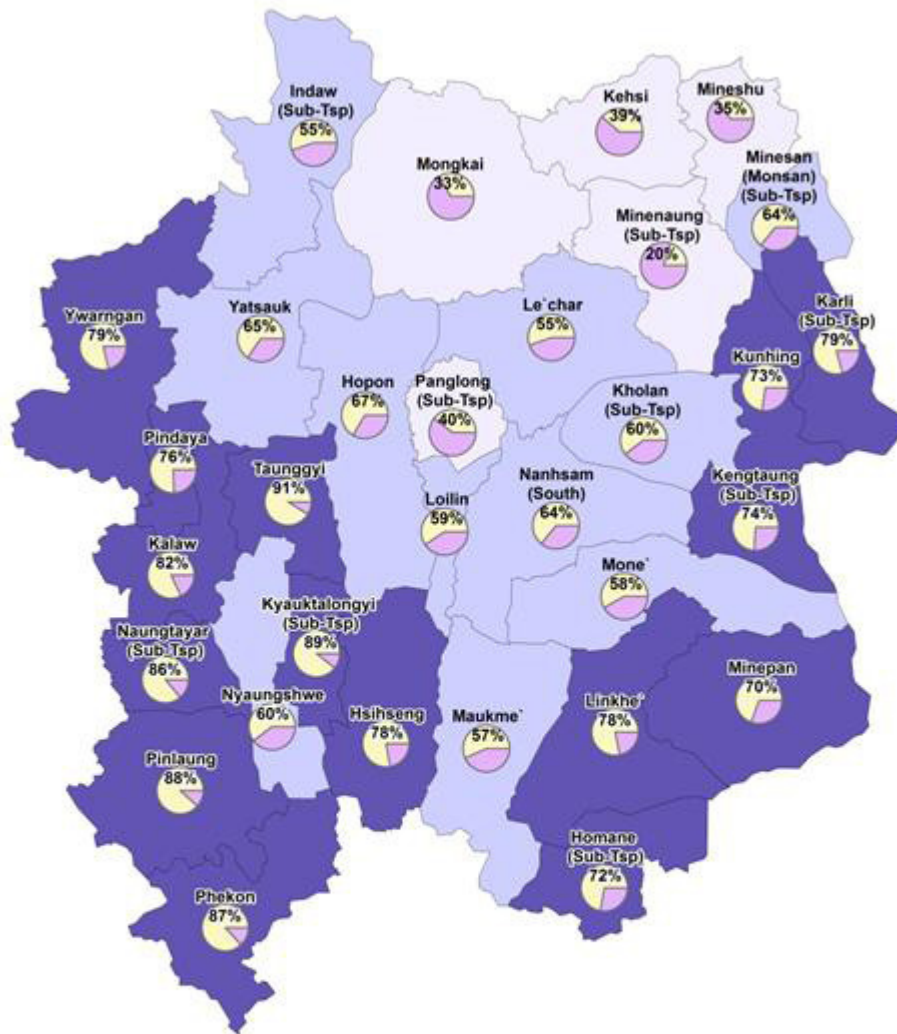 Indaw
(Sub-Tsp)
55%
Kehsi
39%
Mineshu
35%
Mongkai
33%
Minesan
(Monsan)
(Sub-Tsp)
64%
Minenaung
(Sub-Tsp)
20%
Ywarngan
79%
Yatsauk
65%
Le`char
55%
Karli
(Sub-Tsp)
79%
Kunhing
73%
Hopon
67%
Panglong
(Sub-Tsp)
40%
Kholan
(Sub-Tsp)
60%
Pindaya
76%
Taunggyi
91%
Loilin
59%
Nanhsam
(South)
64%
Kengtaung
(Sub-Tsp)
74%
Kalaw
82%
Mone`
58%
Kyauktalongyi
(Sub-Tsp)
89%
Naungtayar
(Sub-Tsp)
86%
Nyaungshwe
60%
Hsihseng
78%
Maukme`
57%
Linkhe`
78%
Minepan
70%
Pinlaung
88%
Homane
(Sub-Tsp)
72%
Phekon
87%